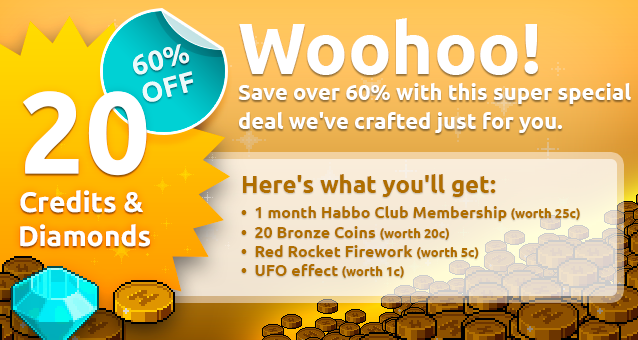 60%
OFF
20
Credits &
Diamonds
Woohoo!
Save over 60% with this super special
deal we've crafted just for you.
Here's what you'll get:
• 1 month Habbo Club Membership (worth 25c)
• 20 Bronze Coins (worth 20c)
• Red Rocket Firework (worth 5c)
• UFO effect (worth 1c)